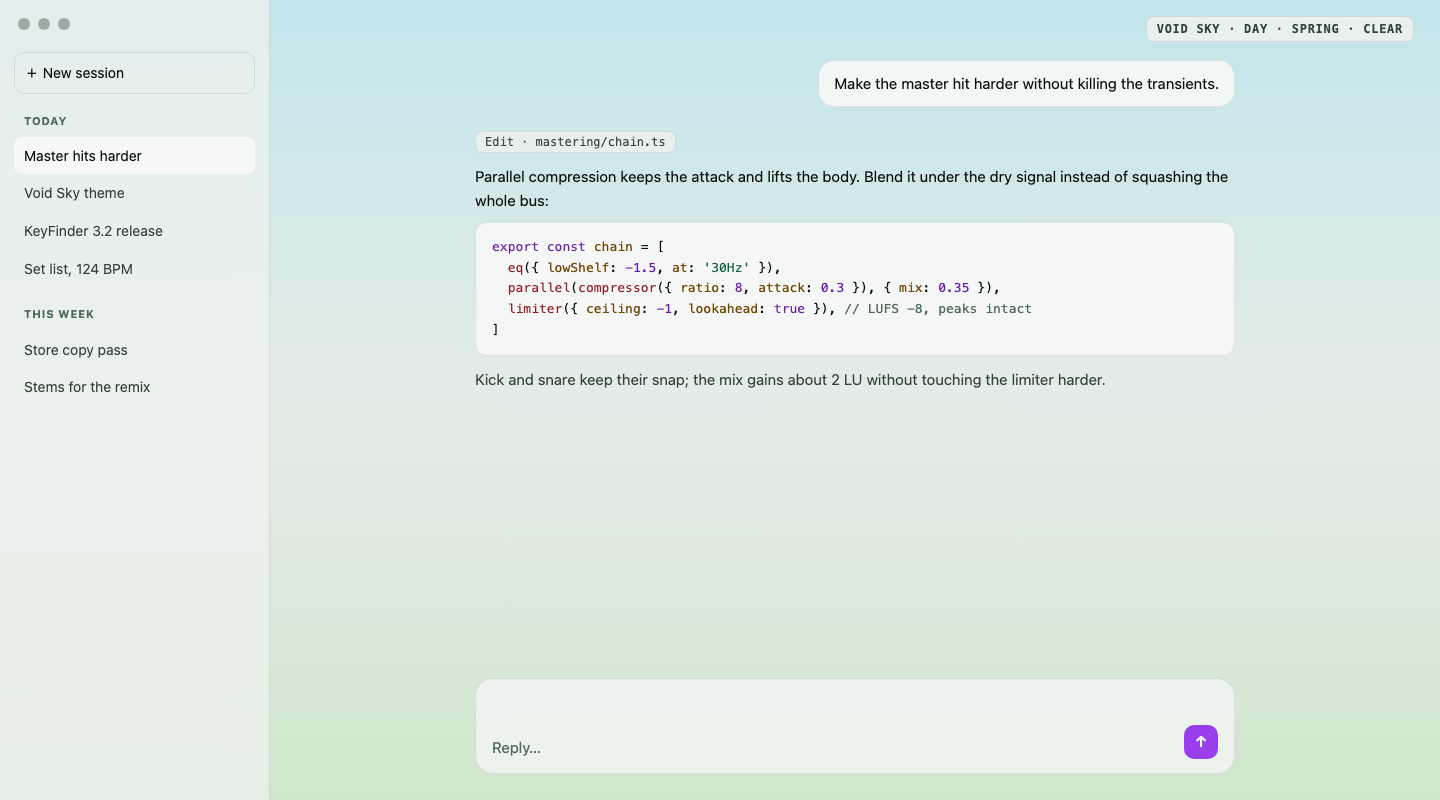 + New session
TODAY
Master hits harder
Void Sky theme
KeyFinder 3.2 release
Set list, 124 BPM
THIS WEEK
Store copy pass
Stems for the remix
VOID SKY · DAY · SPRING · CLEAR
Make the master hit harder without killing the transients.
Edit · mastering/chain.ts
Parallel compression keeps the attack and lifts the body. Blend it under the dry signal instead of squashing the
whole bus:
export const chain = [
  eq({ lowShelf: -1.5, at: '30Hz' }),
  parallel(compressor({ ratio: 8, attack: 0.3 }), { mix: 0.35 }),
  limiter({ ceiling: -1, lookahead: true }), // LUFS -8, peaks intact
]
Kick and snare keep their snap; the mix gains about 2 LU without touching the limiter harder.
Reply...